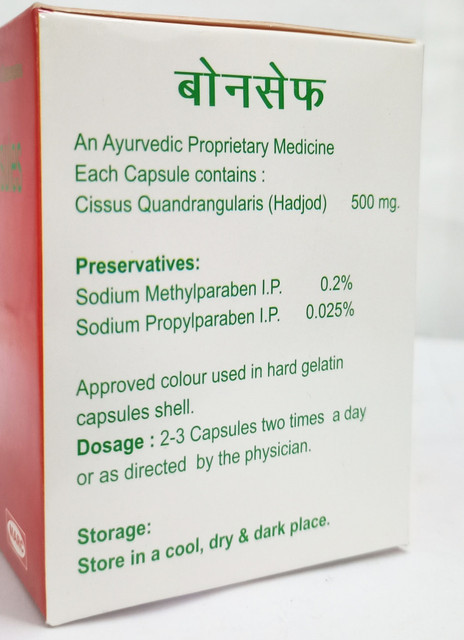 बोनसेफ
An Ayurvedic Proprietary Medicine
Each Capsule contains :
Cissus Quandrangularis (Hadjod) 500 mg.
Preservatives:
Sodium Methylparaben I.P. 0.2%
Sodium Propylparaben I.P. 0.025%
Approved colour used in hard gelatin
capsules shell.
Dosage : 2-3 Capsules two times a day
or as directed by the physician.
Storage:
Store in a cool, dry & dark place.